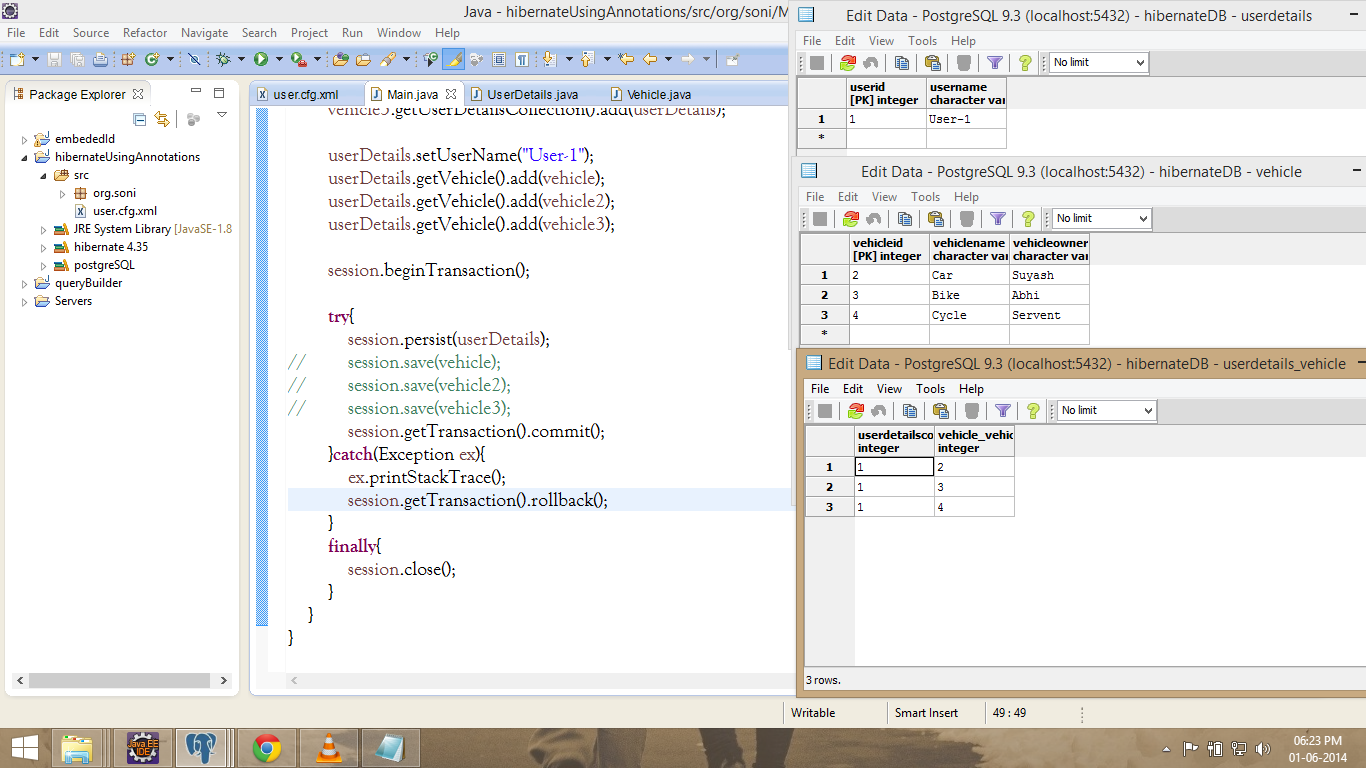 Java - hibernateUsingAnnotations/src/org/soni/M
File Edit Source Refactor Navigate Search Project Run Window Help
Package Explorer
embededId
hibernateUsingAnnotations
src
org.soni
user.cfg.xml
JRE System Library [JavaSE-1.8
hibernate 4.35
postgreSQL
queryBuilder
Servers
user.cfg.xml Main.java UserDetails.java Vehicle.java
vehicle3.getUserDetailsCollection().add(userDetails);
userDetails.setUserName("User-1");
userDetails.getVehicle().add(vehicle);
userDetails.getVehicle().add(vehicle2);
userDetails.getVehicle().add(vehicle3);
session.beginTransaction();
try{
session.persist(userDetails);
// session.save(vehicle);
// session.save(vehicle2);
// session.save(vehicle3);
session.getTransaction().commit();
}catch(Exception ex){
ex.printStackTrace();
session.getTransaction().rollback();
}
finally{
session.close();
}
}
}
Writable Smart Insert 49 : 49
Edit Data - PostgreSQL 9.3 (localhost:5432) - hibernateDB - userdetails
File Edit View Tools Help
No limit
userid username
[PK] integer character var
1 1 User-1
*
Edit Data - PostgreSQL 9.3 (localhost:5432) - hibernateDB - vehicle
File Edit View Tools Help
No limit
vehicleid vehiclename vehicleowner
[PK] integer character var character var
1 2 Car Suyash
2 3 Bike Abhi
3 4 Cycle Servent
*
Edit Data - PostgreSQL 9.3 (localhost:5432) - hibernateDB - userdetails_vehicle
File Edit View Tools Help
No limit
userdetailsco vehicle_vehic
integer integer
1 1 2
2 1 3
3 1 4
3 rows.
Java EE
IDE
06:23 PM
01-06-2014